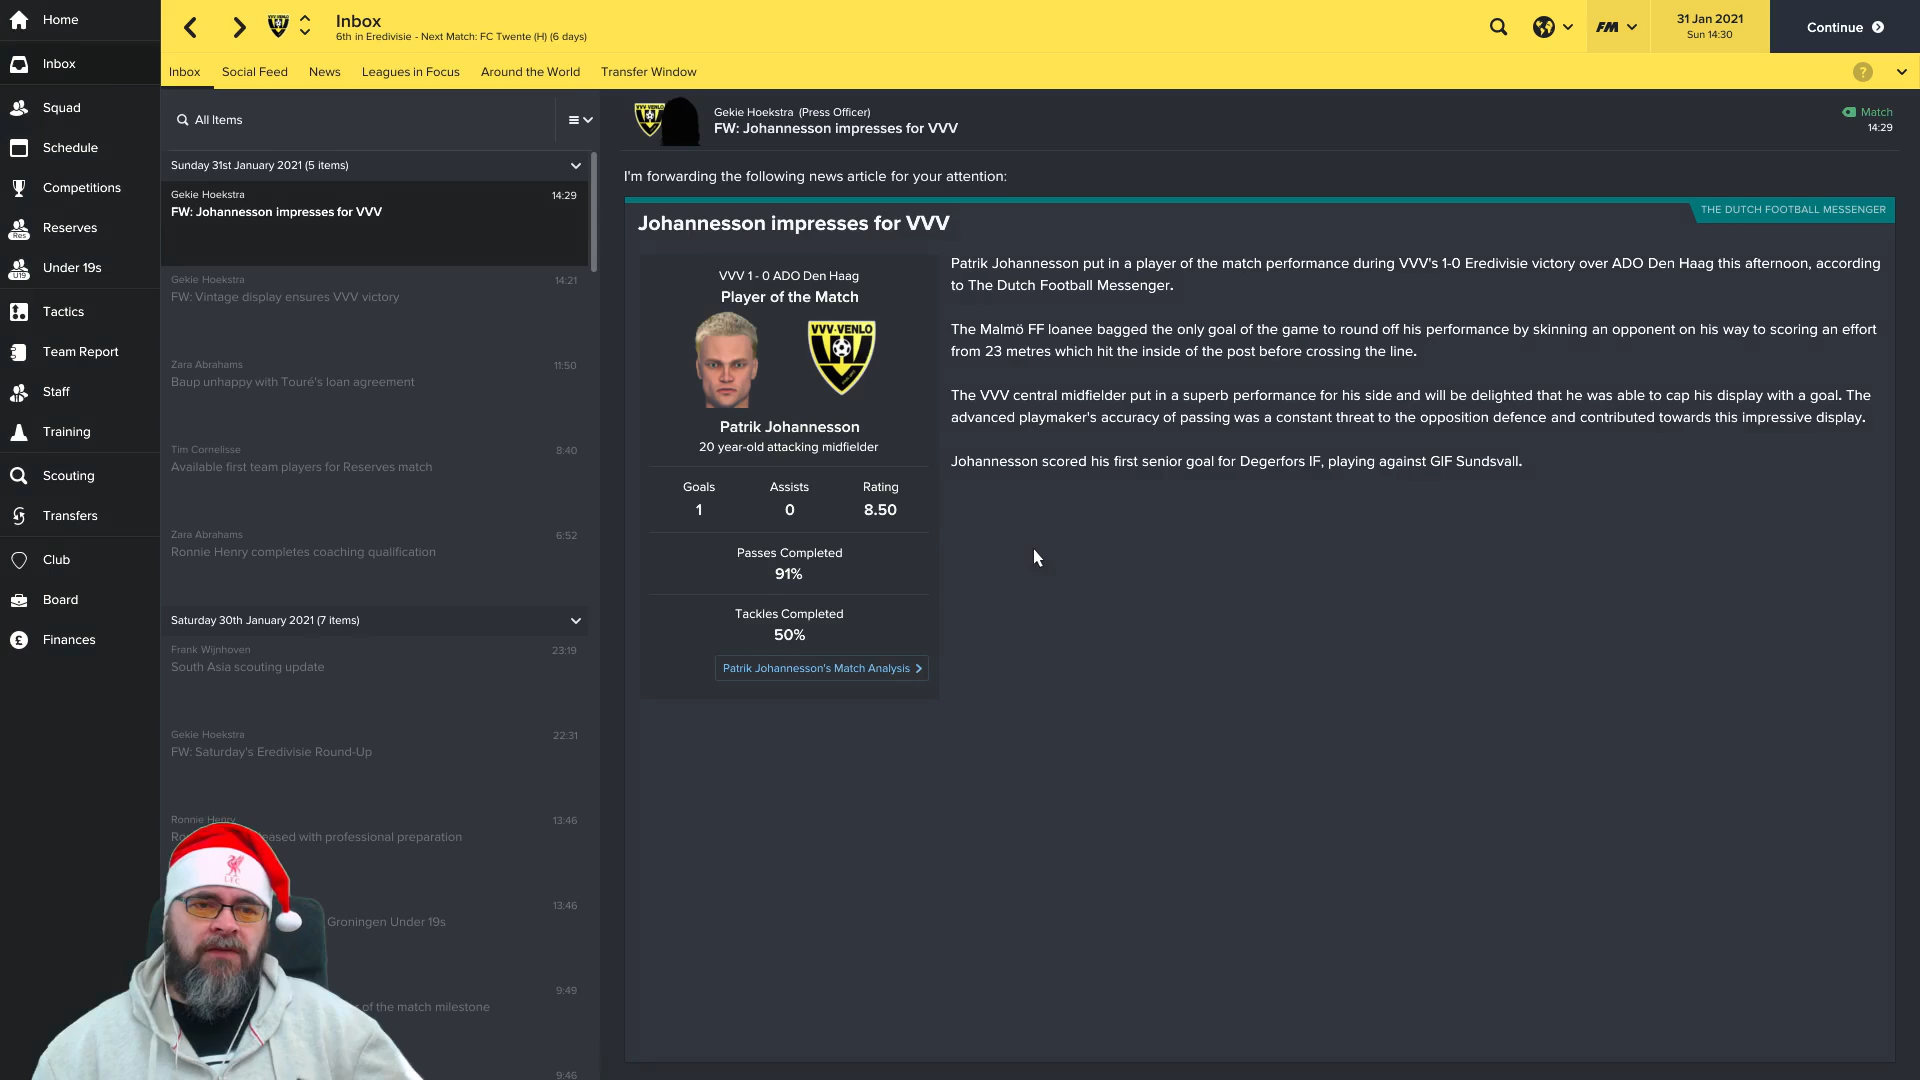 Home
Inbox
Squad
Schedule
Competitions
Reserves
Under 19s
Tactics
Team Report
Staff
Training
Scouting
Transfers
Club
Board
Finances
Inbox
6th in Eredivisie - Next Match: FC Twente (H) (6 days)
FM
31 Jan 2021
Sun 14:30
Continue
Inbox
Social Feed
News
Leagues in Focus
Around the World
Transfer Window
?
All Items
Sunday 31st January 2021 (5 items)
Gekie Hoekstra 14:29
FW: Johannesson impresses for VVV
Gekie Hoekstra 14:21
FW: Vintage display ensures VVV victory
Zara Abrahams 11:50
Baup unhappy with Touré's loan agreement
Tim Cornelisse 8:40
Available first team players for Reserves match
Zara Abrahams 6:52
Ronnie Henry completes coaching qualification
Saturday 30th January 2021 (7 items)
Frank Wijnhoven 23:19
South Asia scouting update
Gekie Hoekstra 22:31
FW: Saturday's Eredivisie Round-Up
Ronnie Henry 13:46
eased with professional preparation
13:46
Groningen Under 19s
9:49
of the match milestone
9:46
Gekie Hoekstra (Press Officer)
FW: Johannesson impresses for VVV
Match
14:29
I'm forwarding the following news article for your attention:
THE DUTCH FOOTBALL MESSENGER
Johannesson impresses for VVV
VVV 1 - 0 ADO Den Haag
Player of the Match
VVV-VENLO
Patrik Johannesson
20 year-old attacking midfielder
Goals Assists Rating
1 0 8.50
Passes Completed
91%
Tackles Completed
50%
Patrik Johannesson's Match Analysis
Patrik Johannesson put in a player of the match performance during VVV's 1-0 Eredivisie victory over ADO Den Haag this afternoon, according
to The Dutch Football Messenger.
The Malmö FF loanee bagged the only goal of the game to round off his performance by skinning an opponent on his way to scoring an effort
from 23 metres which hit the inside of the post before crossing the line.
The VVV central midfielder put in a superb performance for his side and will be delighted that he was able to cap his display with a goal. The
advanced playmaker's accuracy of passing was a constant threat to the opposition defence and contributed towards this impressive display.
Johannesson scored his first senior goal for Degerfors IF, playing against GIF Sundsvall.